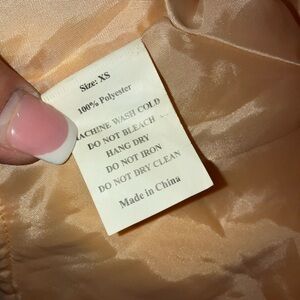 Size: XS
100% Polyester
ACHINE WASH COLD
DO NOT BLEACH
HANG DRY
DO NOT IRON
DO NOT DRY CLEAN
Made in China